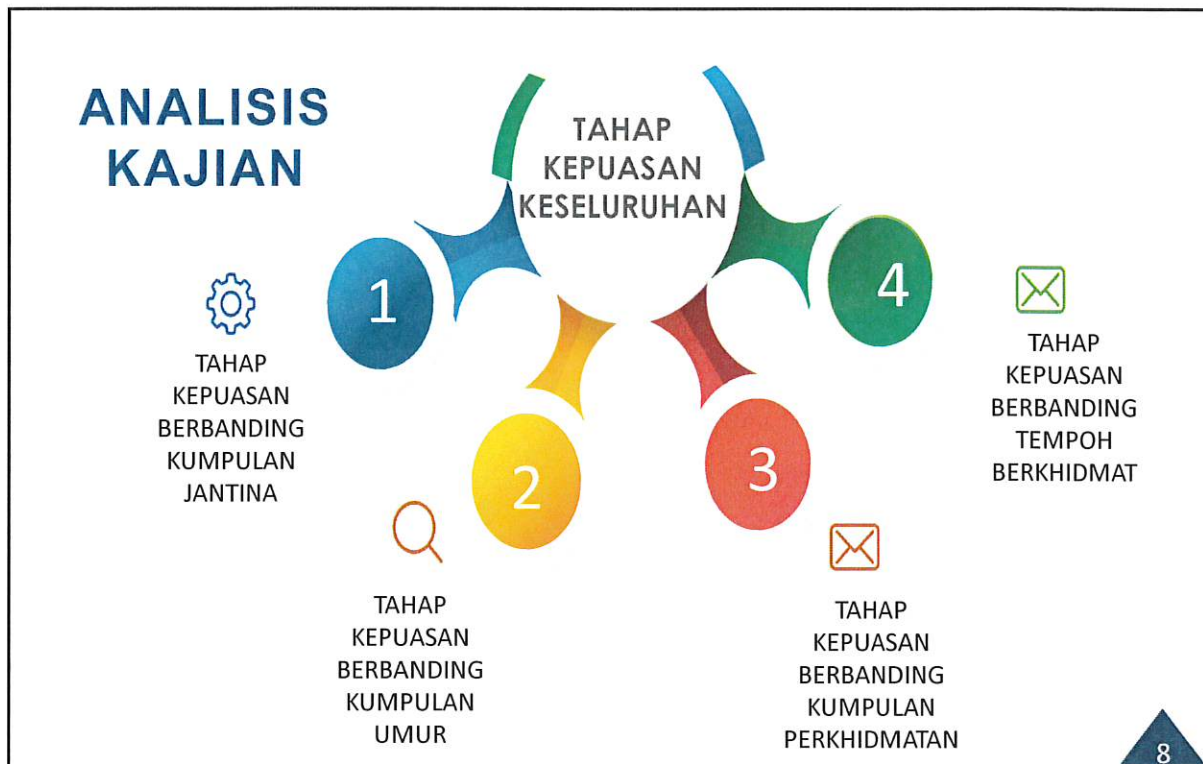 ANALISIS
KAJIAN
TAHAP
KEPUASAN
KESELURUHAN
1
TAHAP
KEPUASAN
BERBANDING
KUMPULAN
JANTINA
2
TAHAP
KEPUASAN
BERBANDING
KUMPULAN
UMUR
3
TAHAP
KEPUASAN
BERBANDING
KUMPULAN
PERKHIDMATAN
4
TAHAP
KEPUASAN
BERBANDING
TEMPOH
BERKHIDMAT
8